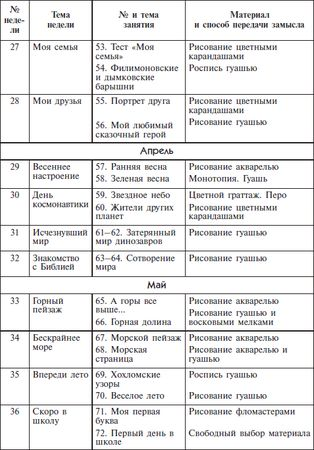 № неде-ли Тема недели № и тема занятия Материал и способ передачи замысла
27 Моя семья 53. Тест «Моя семья» Рисование цветными карандашами
54. Филимоновские и дымковские барышни Роспись гуашью
28 Мои друзья 55. Портрет друга Рисование цветными карандашами
56. Мой любимый сказочный герой Рисование гуашью
Апрель
29 Весеннее настроение 57. Ранняя весна Рисование акварелью
58. Зеленая весна Монотопия. Гуашь
30 День космонавтики 59. Звездное небо Цветной граттаж. Перо
60. Жители других планет Рисование цветными карандашами
31 Исчезнувший мир 61–62. Затерянный мир динозавров Рисование гуашью
32 Знакомство с Библией 63–64. Сотворение мира Рисование гуашью
Май
33 Горный пейзаж 65. А горы все выше... Рисование акварелью
66. Горная долина Рисование гуашью и восковыми мелками
34 Бескрайнее море 67. Морской пейзаж Рисование акварелью
68. Морская страница Рисование акварелью и гуашью
35 Впереди лето 69. Хохломские узоры Роспись гуашью
70. Веселое лето Рисование гуашью
36 Скоро в школу 71. Моя первая буква Рисование фломастерами
72. Первый день в школе Свободный выбор материала